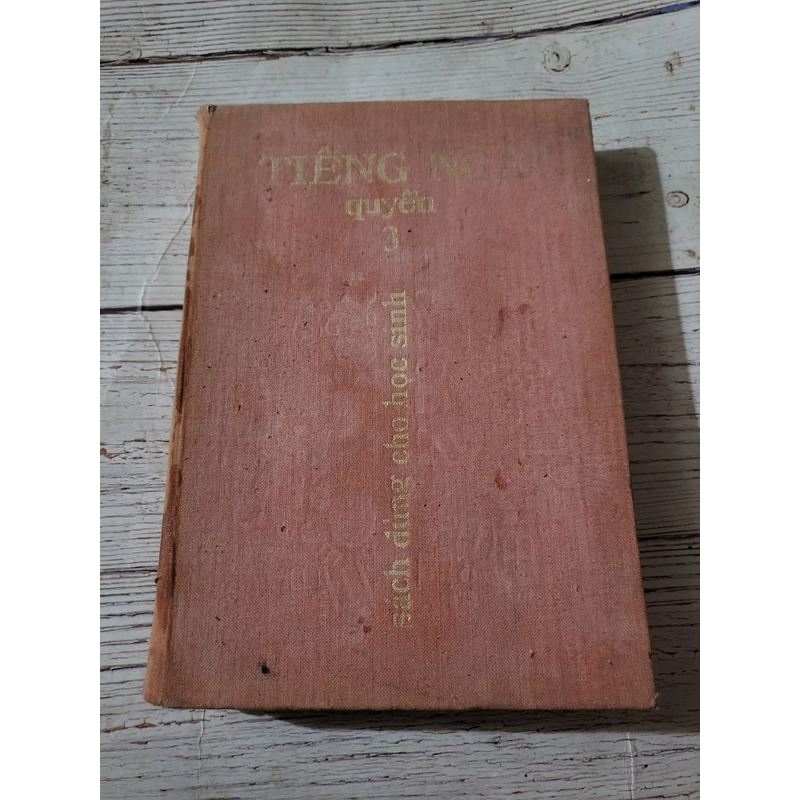 TIẾNG NGA
quyển
3
sách dùng cho học sinh